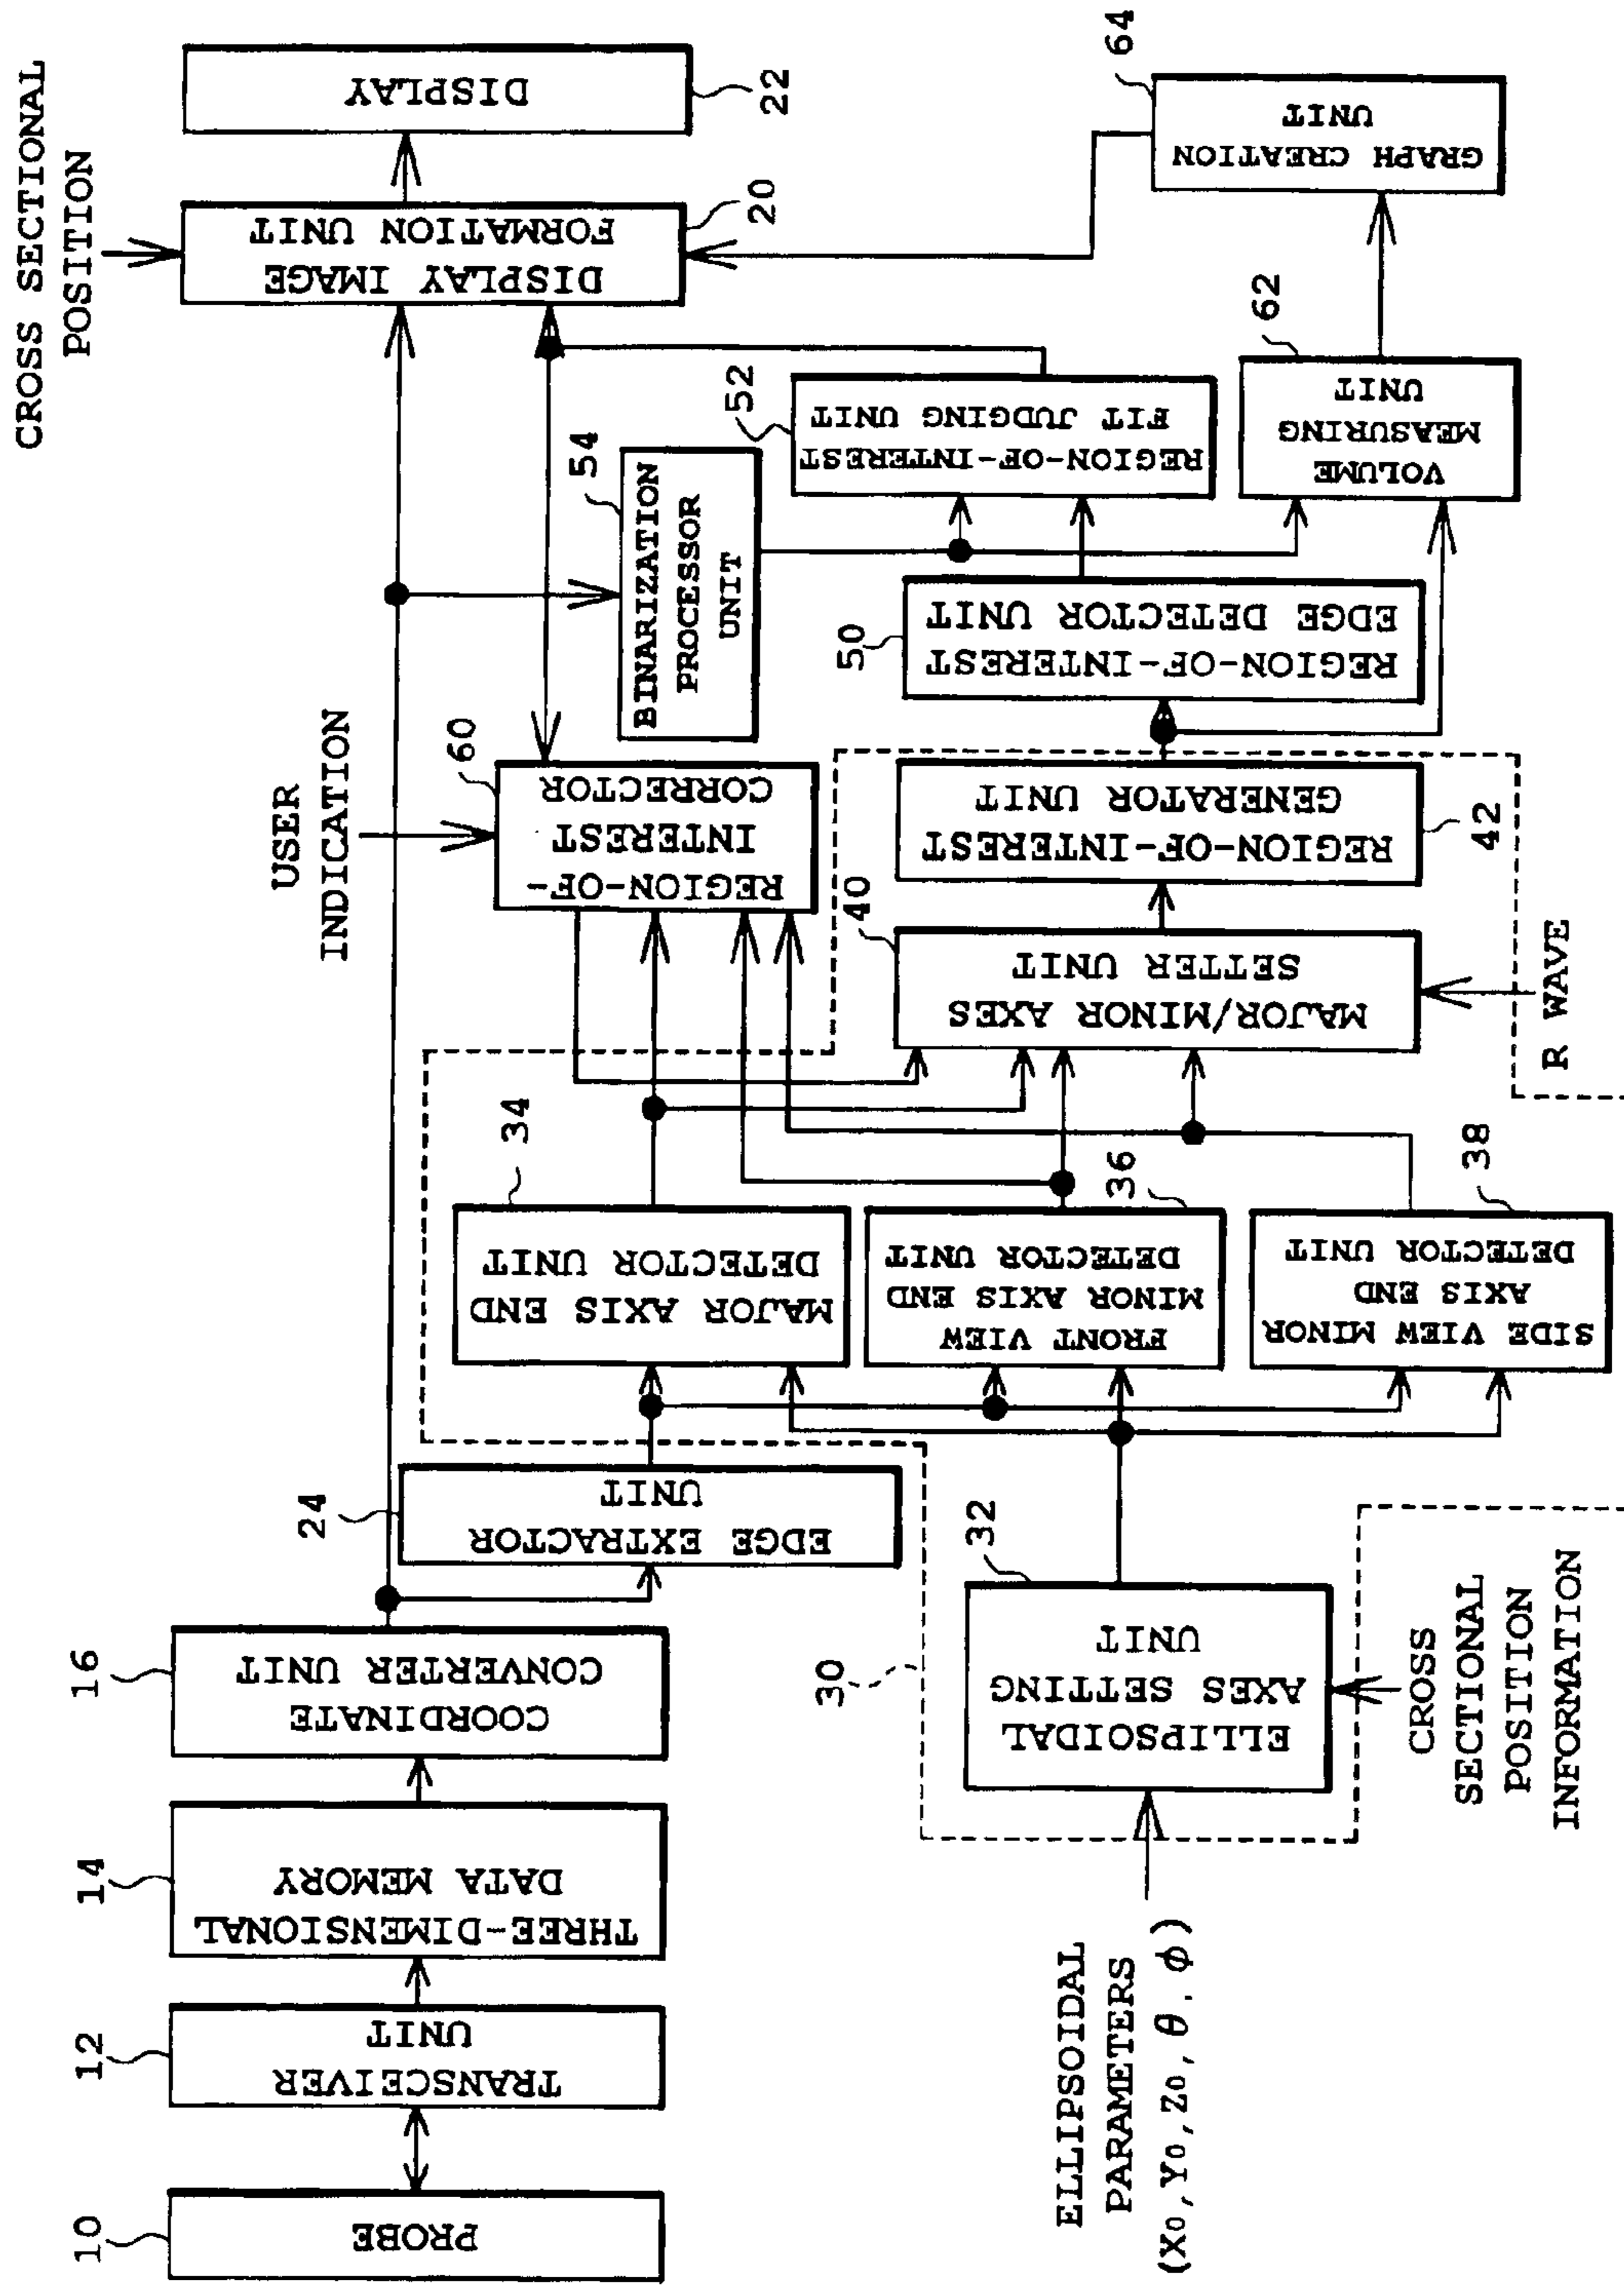 10
PROBE
12
TRANSCEIVER
UNIT
14
THREE-DIMENSIONAL
DATA MEMORY
16
COORDINATE
CONVERTER UNIT
24
EDGE EXTRACTOR
UNIT
CROSS SECTIONAL
POSITION
DISPLAY IMAGE
FORMATION UNIT
20
DISPLAY
22
USER
INDICATION
60
REGION-OF-
INTEREST
CORRECTOR
54
BINARIZATION
PROCESSOR
UNIT
34
MAJOR AXIS END
DETECTOR UNIT
36
FRONT VIEW
MINOR AXIS END
DETECTOR UNIT
38
SIDE VIEW MINOR
AXIS END
DETECTOR UNIT
40
MAJOR/MINOR AXES
SETTER UNIT
R WAVE
42
REGION-OF-INTEREST
GENERATOR UNIT
50
REGION-OF-INTEREST
EDGE DETECTOR UNIT
52
REGION-OF-INTEREST
FIT JUDGING UNIT
62
VOLUME
MEASURING
UNIT
64
GRAPH CREATION
UNIT
30
32
ELLIPSOIDAL
AXES SETTING
UNIT
ELLIPSOIDAL
PARAMETERS
(X0,Y0,Z0,θ,φ)
CROSS
SECTIONAL
POSITION
INFORMATION